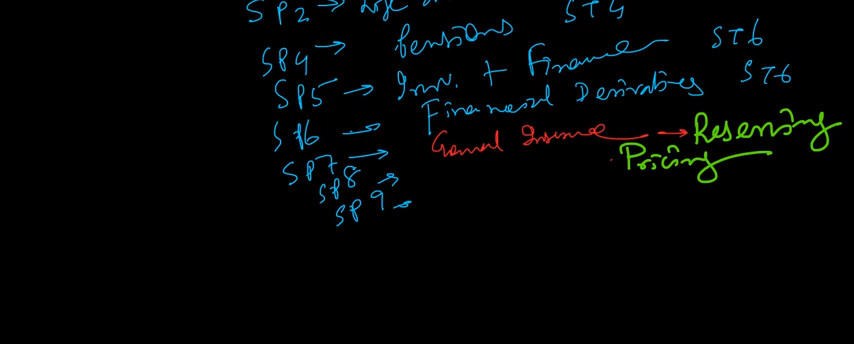 SP2 → Life
ST4
SP4 → Pensions
SP5 → Inv. + Finance ST6
SP6 → Financial Derivatives ST6
SP7 → General Insurance → Reserving
SP8 → Pricing
SP9 →